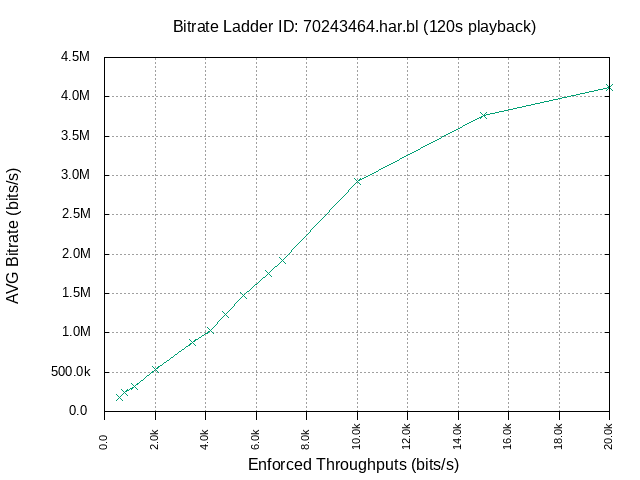 Bitrate Ladder ID: 70243464.har.bl (120s playback)
4.5M
4.0M
3.5M
3.0M
2.5M
2.0M
1.5M
1.0M
500.0k
0.0
AVG Bitrate (bits/s)
0.0
2.0k
4.0k
6.0k
8.0k
10.0k
12.0k
14.0k
16.0k
18.0k
20.0k
Enforced Throughputs (bits/s)